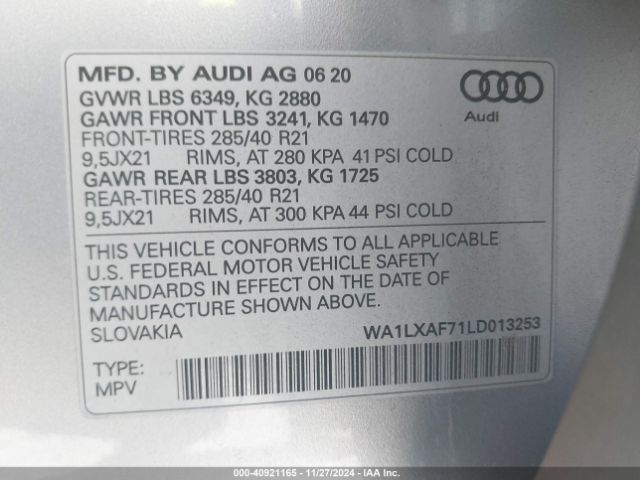 MFD. BY AUDI AG 06 20
GVWR LBS 6349, KG 2880
GAWR FRONT LBS 3241, KG 1470
FRONT-TIRES 285/40 R21
9,5JX21 RIMS, AT 280 KPA 41 PSI COLD
GAWR REAR LBS 3803, KG 1725
REAR-TIRES 285/40 R21
9,5JX21 RIMS, AT 300 KPA 44 PSI COLD
Audi
THIS VEHICLE CONFORMS TO ALL APPLICABLE
U.S. FEDERAL MOTOR VEHICLE SAFETY
STANDARDS IN EFFECT ON THE DATE OF
MANUFACTURE SHOWN ABOVE.
SLOVAKIA WA1LXAF71LD013253
TYPE:
MPV
00-40921165 - 11/27/2024 - IAA Inc.